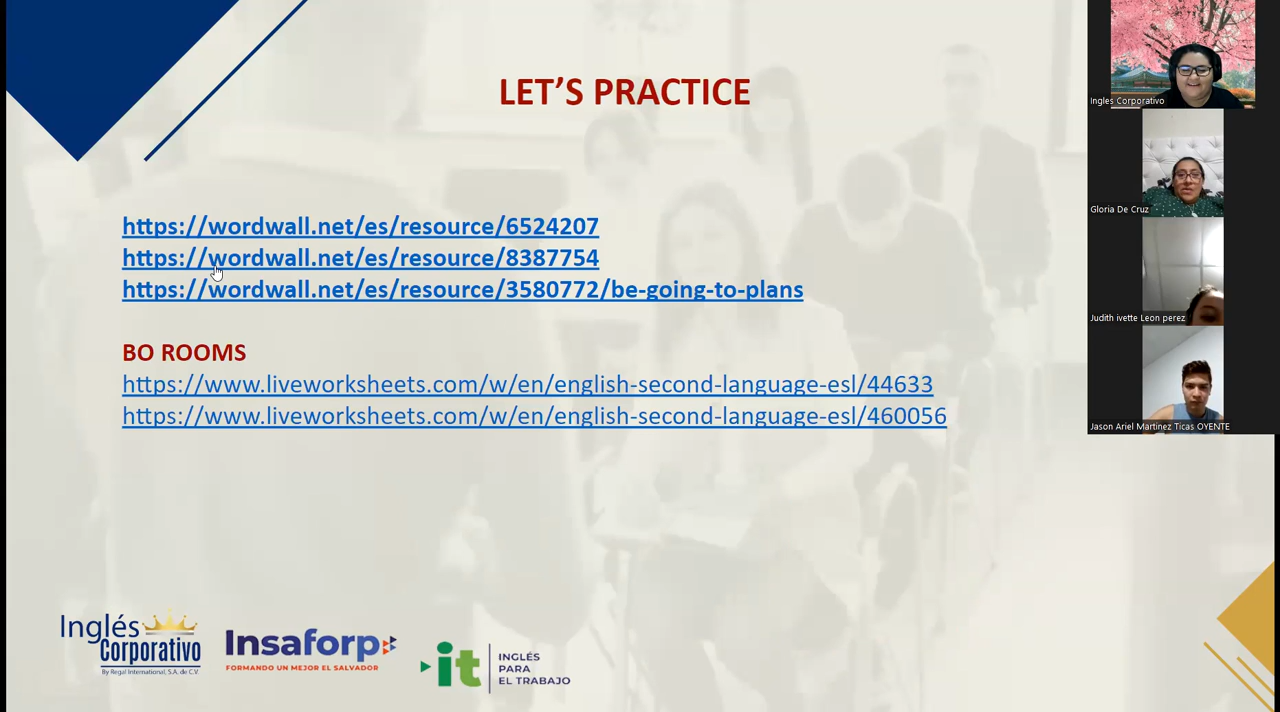 LET'S PRACTICE
https://wordwall.net/es/resource/6524207
https://wordwall.net/es/resource/8387754
https://wordwall.net/es/resource/3580772/be-going-to-plans
BO ROOMS
https://www.liveworksheets.com/w/en/english-second-language-esl/44633
https://www.liveworksheets.com/w/en/english-second-language-esl/460056
Ingles Corporativo
Gloria De Cruz
Judith ivette Leon perez
Jason Ariel Martinez Ticas OYENTE
Inglés
Corporativo
By Regal International, S.A. de C.V.
Insaforp
FORMANDO UN MEJOR EL SALVADOR
it
INGLÉS
PARA
EL TRABAJO